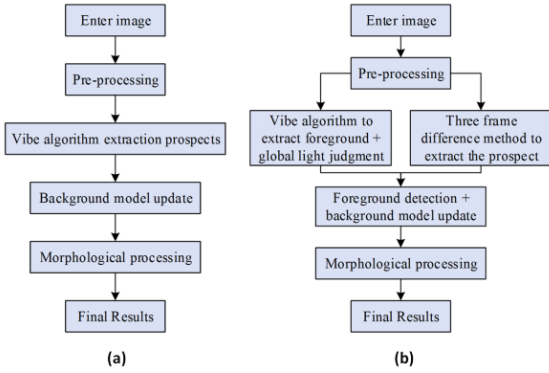 Enter image
Pre-processing
Vibe algorithm extraction prospects
Background model update
Morphological processing
Final Results
(a)
Enter image
Pre-processing
Vibe algorithm to
extract foreground +
global light judgment
Three frame
difference method to
extract the prospect
Foreground detection +
background model update
Morphological processing
Final Results
(b)